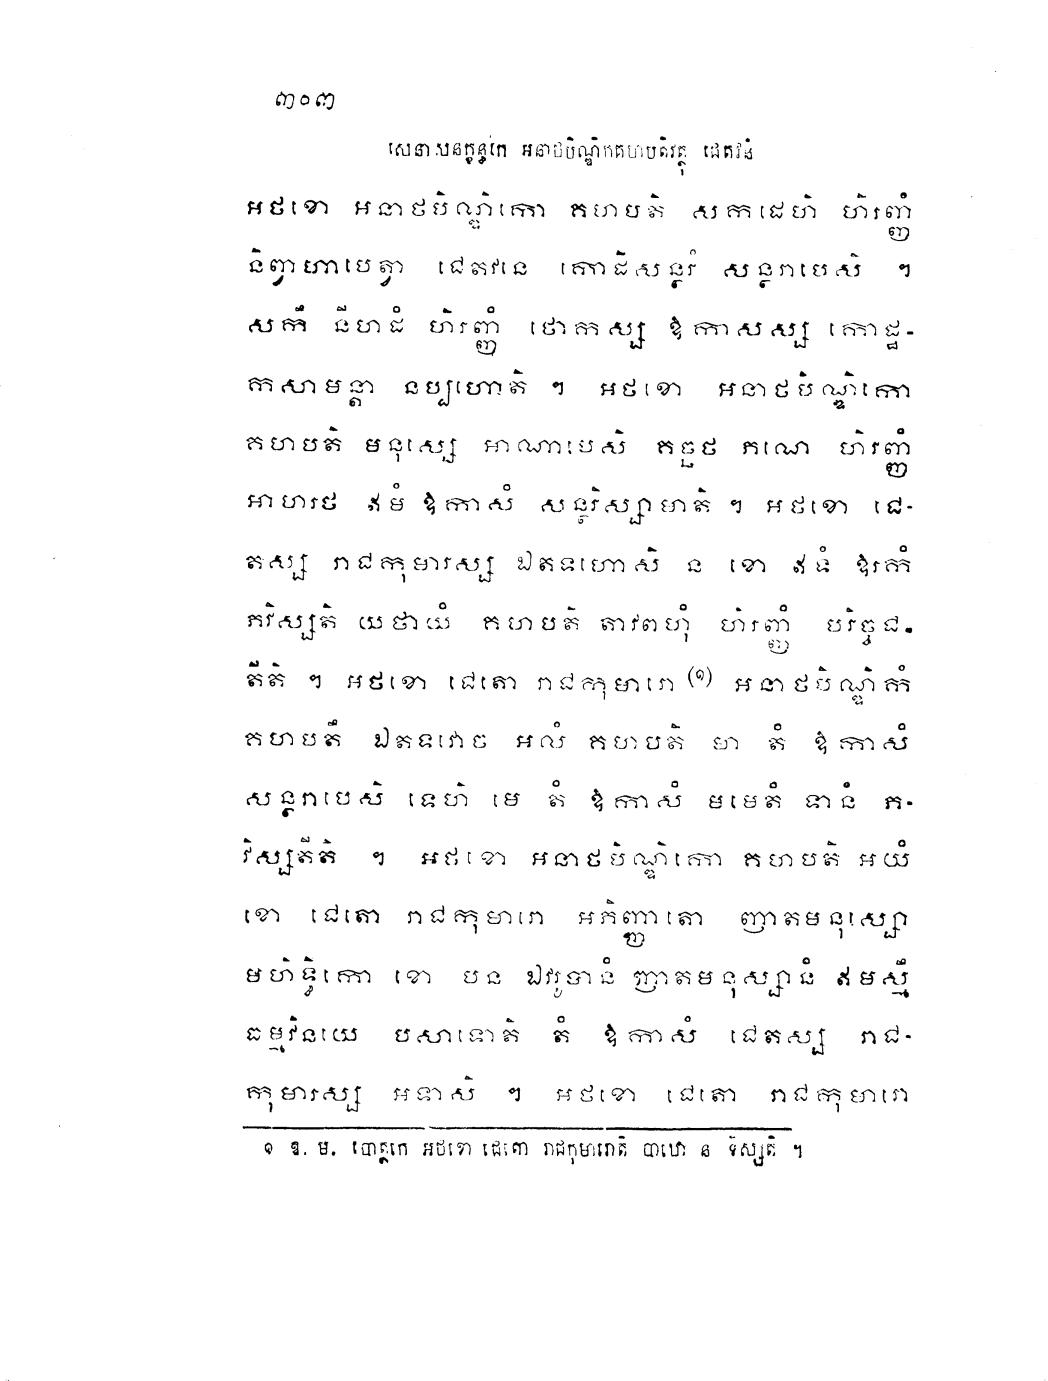 ៣០៣
សេនាសនក្ខន្ធកេ អនាថបិណ្ឌិកគហបតិវត្ថុ ជេតវនំ
អថខោ អនាថបិណ្ឌិកោ គហបតិ សកដេហិ ហិរញ្ញំ
និព្វាហាបេត្វា ជេតវនេ កោដិសន្ថរំ សន្ថរាបេសិ ។
សកឹ នីហដំ ហិរញ្ញំ ថោកស្ស ឱកាសស្ស កោដ្ឋ-
កសាមន្តា នប្បហោតិ ។ អថខោ អនាថបិណ្ឌិកោ
គហបតិ មនុស្សេ អាណាបេសិ គច្ឆថ ភណេ ហិរញ្ញំ
អាហរថ ឥមំ ឱកាសំ សន្ថរិស្សាមាតិ ។ អថខោ ជេ-
តស្ស រាជកុមារស្ស ឯតទហោសិ ន ខោ ឥទំ ឱរកំ
ភវិស្សតិ យថាយំ គហបតិ តាវពហុំ ហិរញ្ញំ បរិច្ចជ-
តីតិ ។ អថខោ ជេតោ រាជកុមារោ (១) អនាថបិណ្ឌិកំ
គហបតឹ ឯតទវោច អលំ គហបតិ មា តំ ឱកាសំ
សន្ថរាបេសិ ទេហិ មេ តំ ឱកាសំ មមេតំ ទានំ ភ-
វិស្សតីតិ ។ អថខោ អនាថបិណ្ឌិកោ គហបតិ អយំ
ខោ ជេតោ រាជកុមារោ អភិញ្ញាតោ ញាតមនុស្សោ
មហិទ្ធិកោ ខោ បន ឯវរូបានំ ញាតមនុស្សានំ ឥមស្មឹ
ធម្មវិនយេ បសាទោតិ តំ ឱកាសំ ជេតស្ស រាជ-
កុមារស្ស អទាសិ ។ អថខោ ជេតោ រាជកុមារោ
១ ឱ. ម. បោត្ថកេ អថខោ ជេតោ រាជកុមារោតិ បាឋោ ន ទិស្សតិ ។